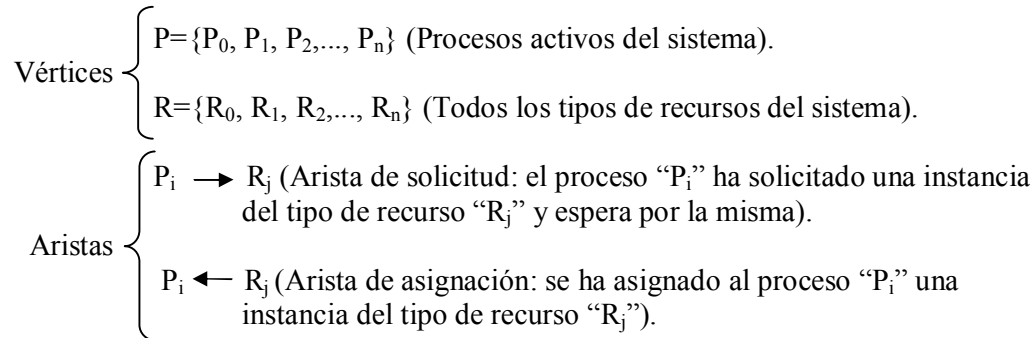 P={P₀, P₁, P₂,..., Pₙ} (Procesos activos del sistema).
Vértices
R={R₀, R₁, R₂,..., Rₙ} (Todos los tipos de recursos del sistema).
Pᵢ → Rⱼ (Arista de solicitud: el proceso “Pᵢ” ha solicitado una instancia
del tipo de recurso “Rⱼ” y espera por la misma).
Aristas
Pᵢ ← Rⱼ (Arista de asignación: se ha asignado al proceso “Pᵢ” una
instancia del tipo de recurso “Rⱼ”).